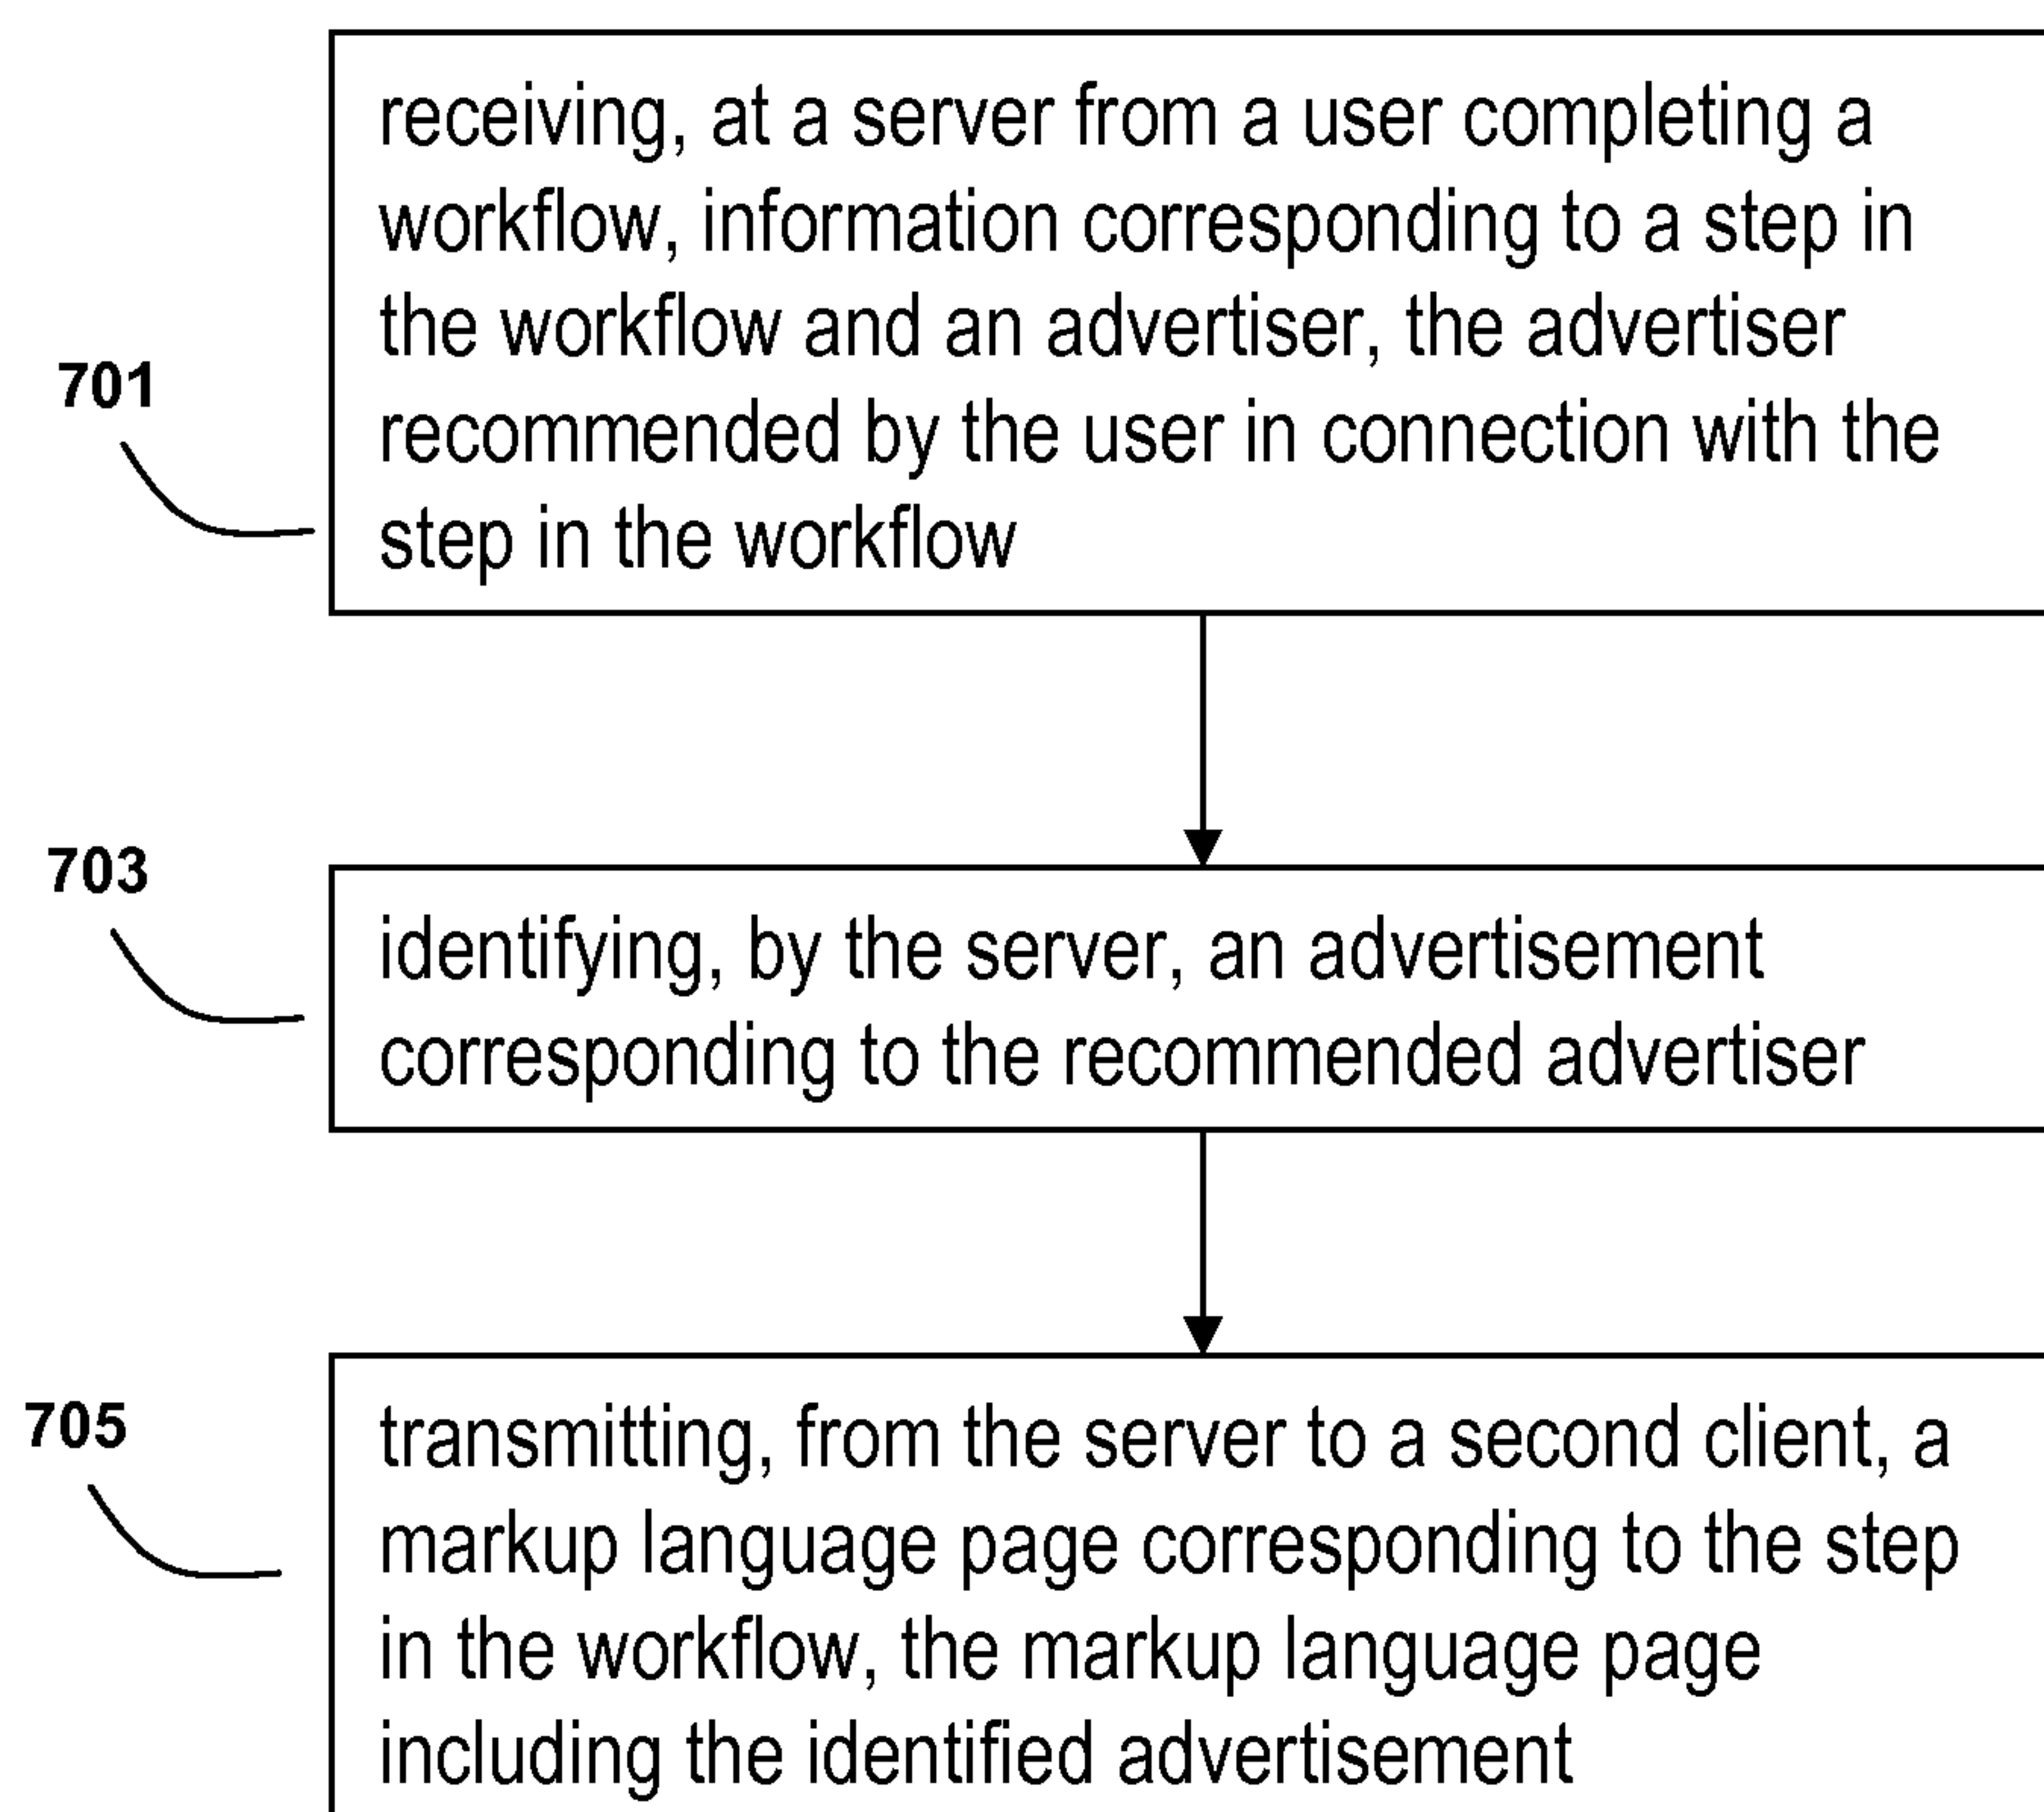 receiving, at a server from a user completing a
workflow, information corresponding to a step in
the workflow and an advertiser, the advertiser
recommended by the user in connection with the
step in the workflow
701
703
identifying, by the server, an advertisement
corresponding to the recommended advertiser
705
transmitting, from the server to a second client, a
markup language page corresponding to the step
in the workflow, the markup language page
including the identified advertisement